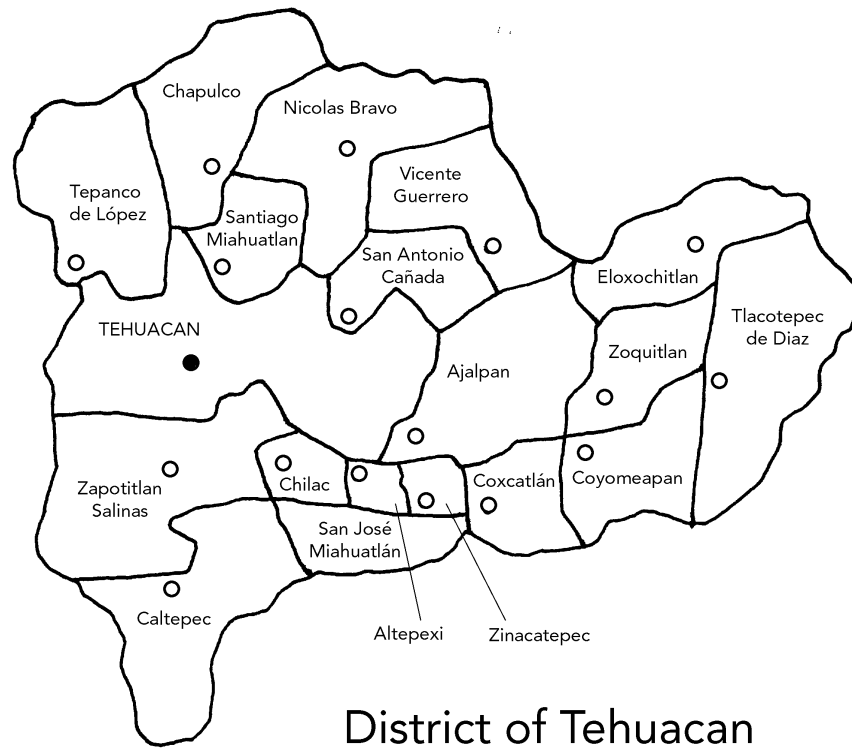 Chapulco
Nicolas Bravo
Vicente
Guerrero
Tepanco
de López
Santiago
Miahuatlan
San Antonio
Cañada
Eloxochitlan
TEHUACAN
Tlacotepec
de Diaz
Zoquitlan
Ajalpan
Zapotitlan
Salinas
Chilac
Coxcatlán
Coyomeapan
San José
Miahuatlán
Caltepec
Altepexi
Zinacatepec
District of Tehuacan